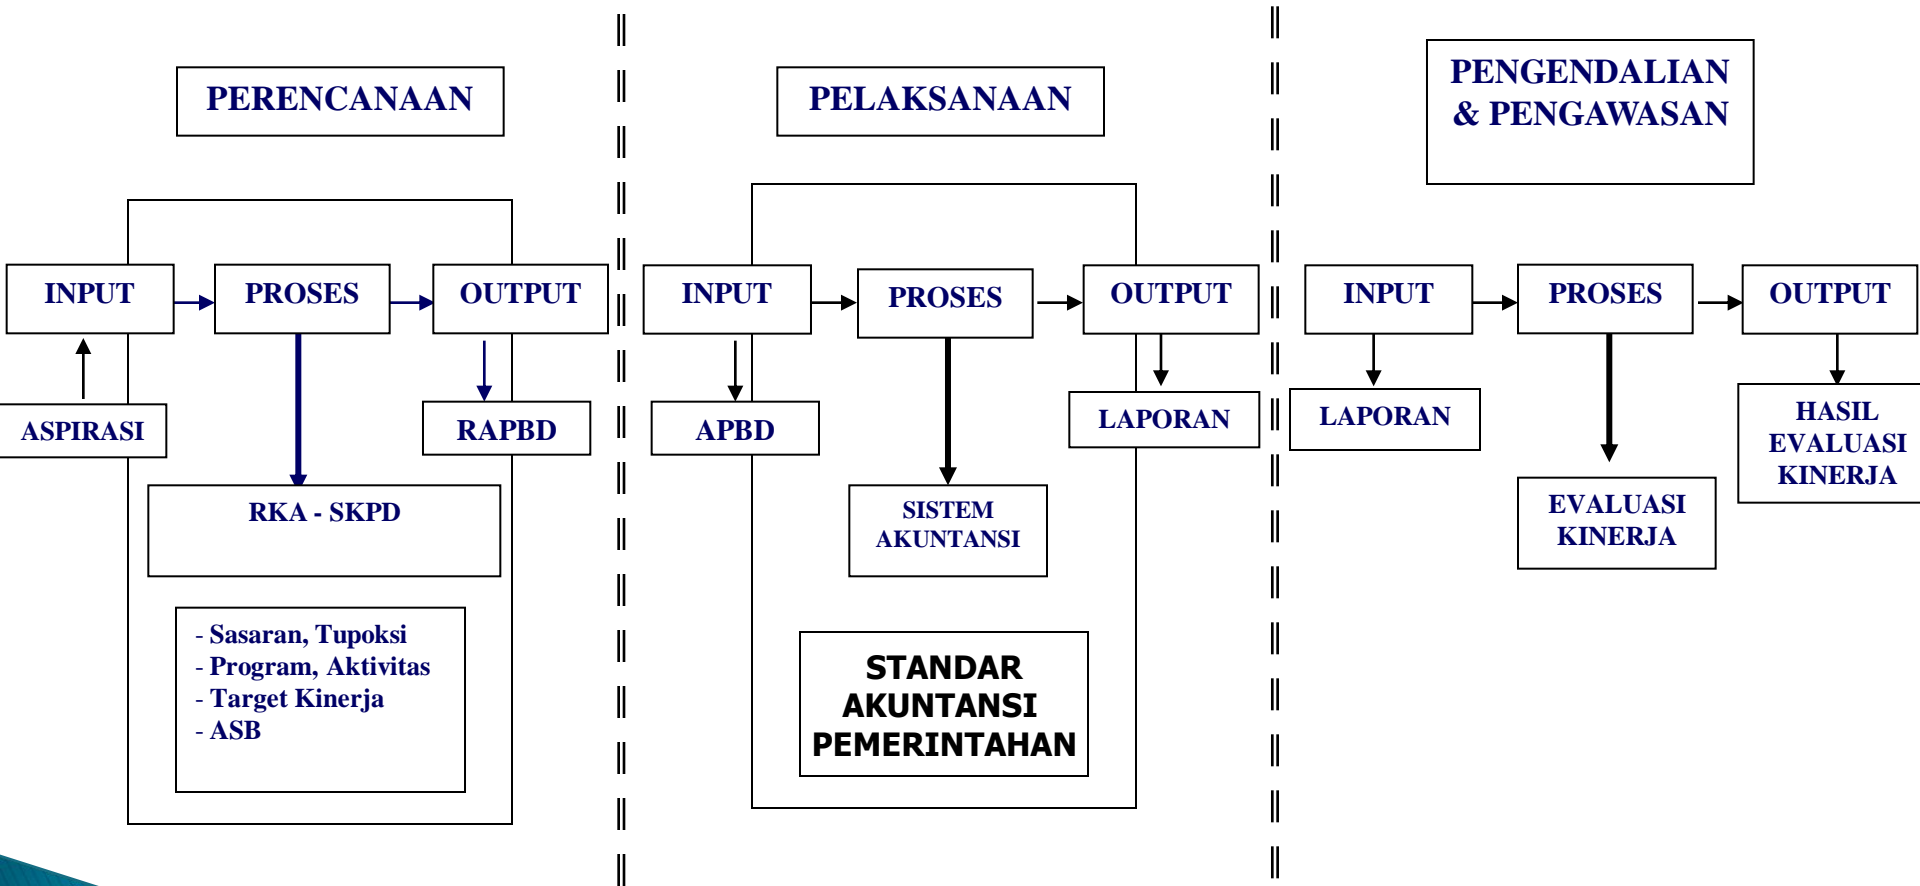 PERENCANAAN
INPUT
PROSES
OUTPUT
ASPIRASI
RAPBD
RKA - SKPD
- Sasaran, Tupoksi
- Program, Aktivitas
- Target Kinerja
- ASB
PELAKSANAAN
INPUT
PROSES
OUTPUT
APBD
LAPORAN
SISTEM
AKUNTANSI
STANDAR
AKUNTANSI
PEMERINTAHAN
PENGENDALIAN
& PENGAWASAN
INPUT
PROSES
OUTPUT
LAPORAN
EVALUASI
KINERJA
HASIL
EVALUASI
KINERJA